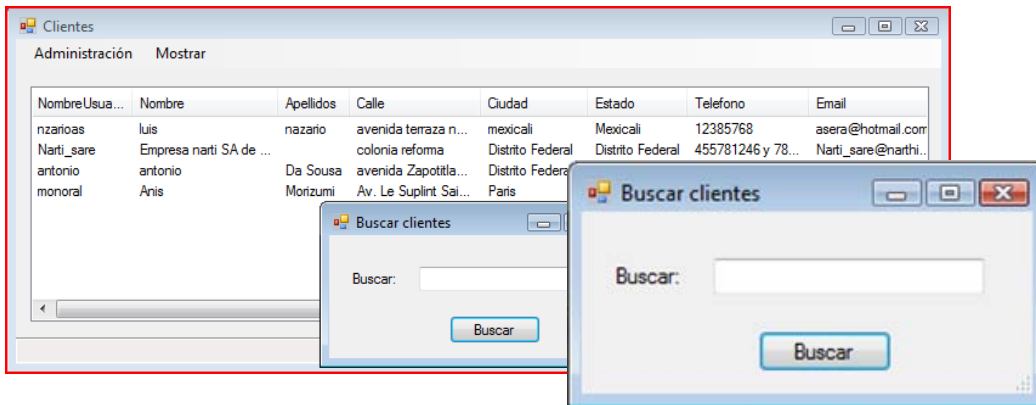 Clientes
Administración Mostrar
NombreUsua... Nombre Apellidos Calle Ciudad Estado Telefono Email
nzarioas luis nazario avenida terraza n... mexicali Mexicali 12385768 asera@hotmail.com
Narti_sare Empresa narti SA de ... colonia reforma Distrito Federal Distrito Federal 455781246 y 78... Narti_sare@narthi...
antonio antonio Da Sousa avenida Zapotitla... Distrito Federa
monoral Anis Morizumi Av. Le Suplint Sai... Paris
Buscar clientes
Buscar:
Buscar
Buscar clientes
Buscar:
Buscar